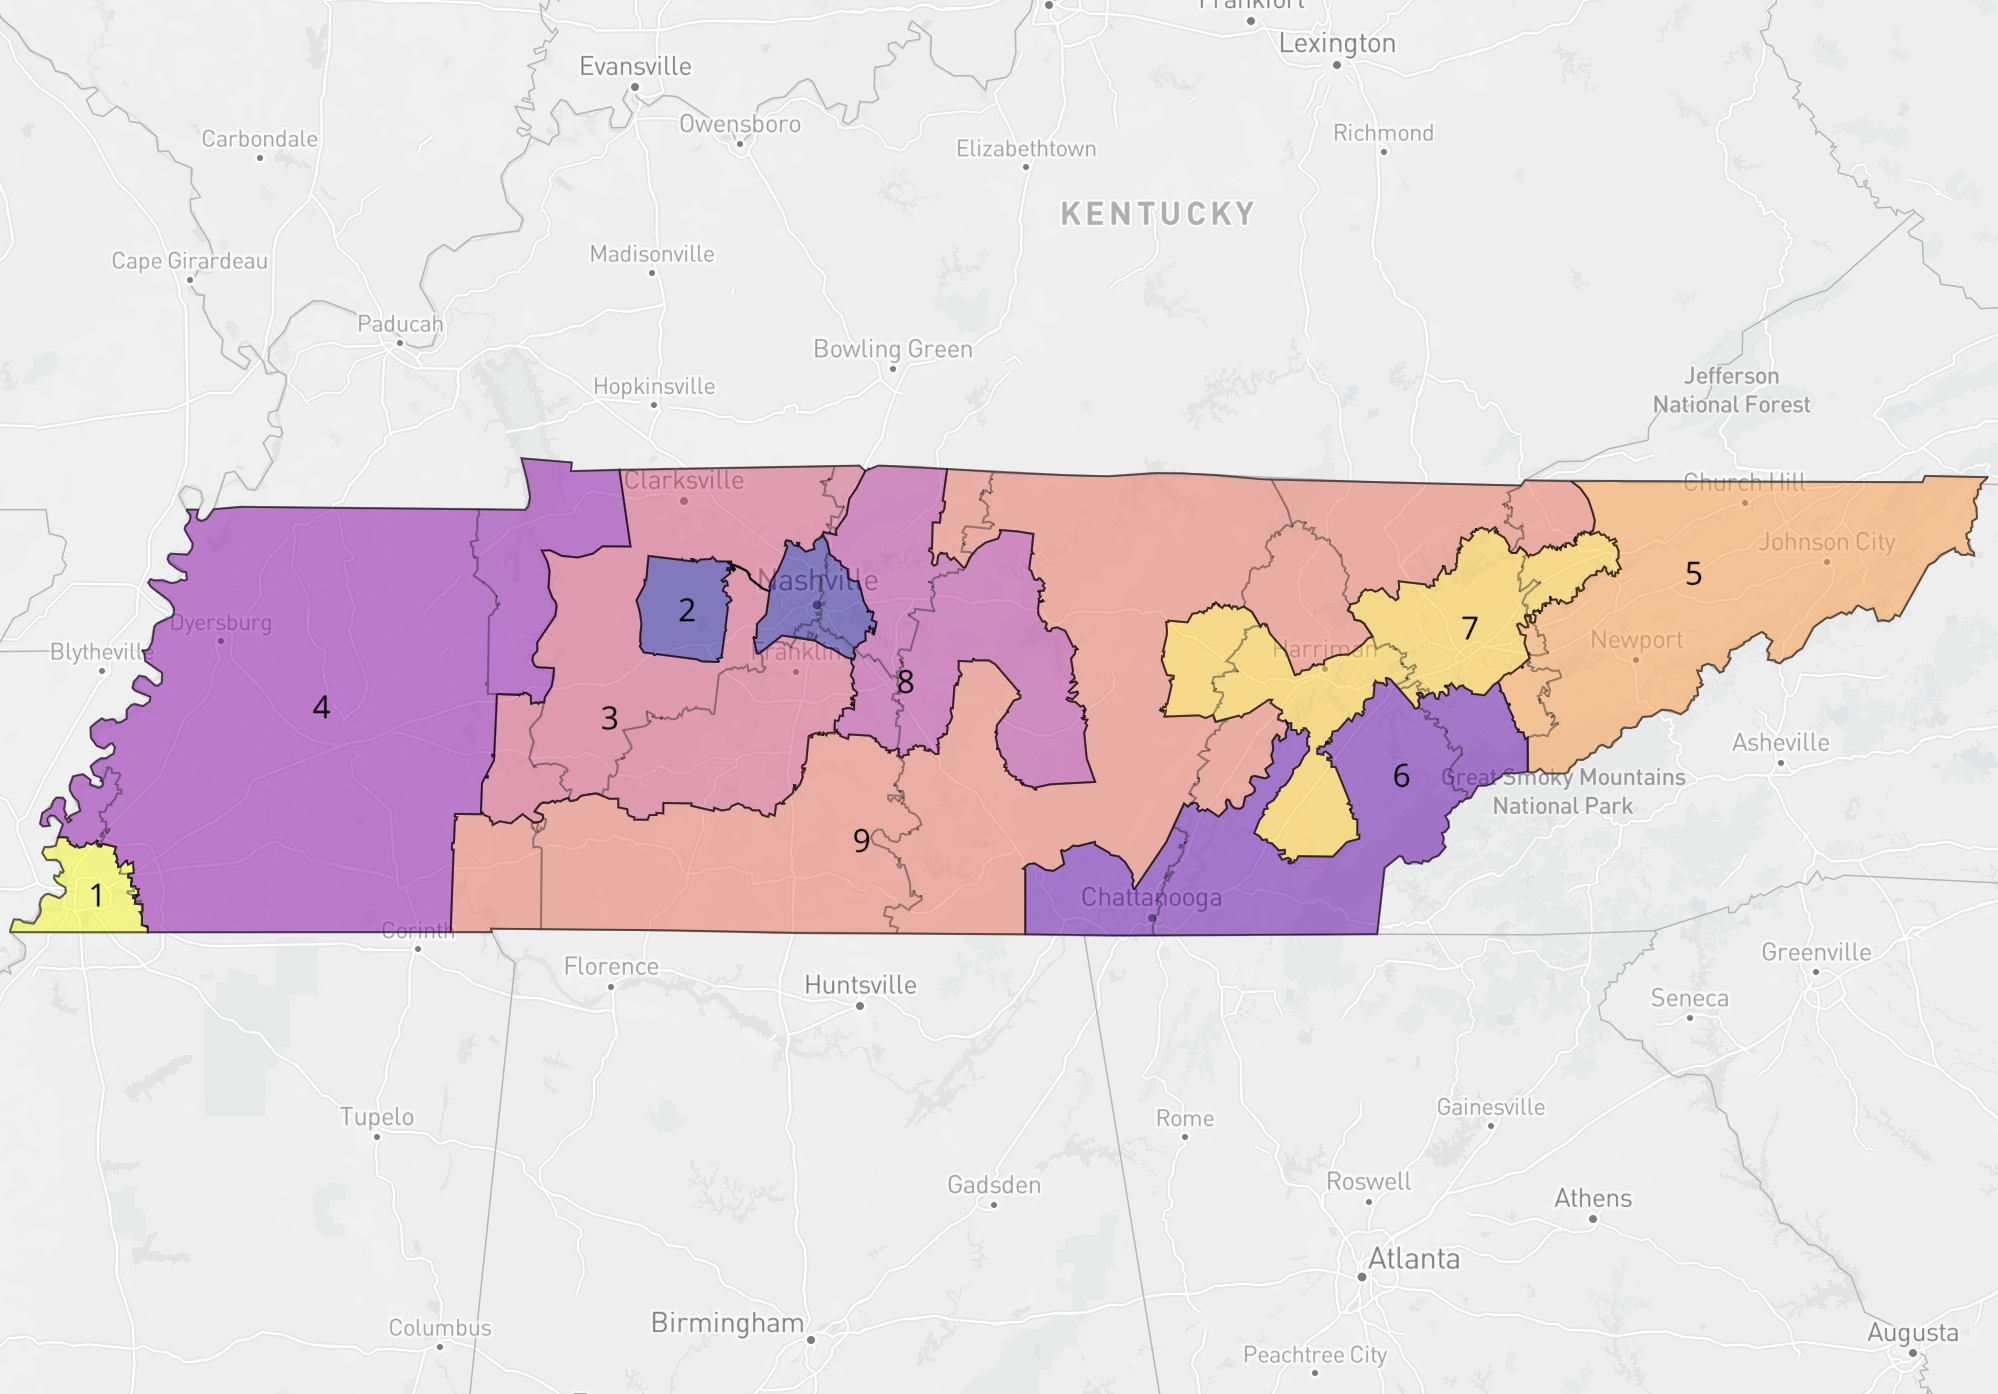 Frankfort
Lexington
Evansville
Owensboro
Carbondale
Richmond
Elizabethtown
KENTUCKY
Madisonville
Cape Girardeau
Paducah
Bowling Green
Hopkinsville
Jefferson
National Forest
Clarksville
Church Hill
Johnson City
5
Nashville
2
Dyersburg
7
Newport
Blytheville
Franklin
Harriman
8
4
3
Asheville
6
Great Smoky Mountains
National Park
9
1
Chattanooga
Corinth
Greenville
Florence
Huntsville
Seneca
Tupelo
Rome
Gainesville
Gadsden
Roswell
Athens
Atlanta
Columbus
Birmingham
Augusta
Peachtree City